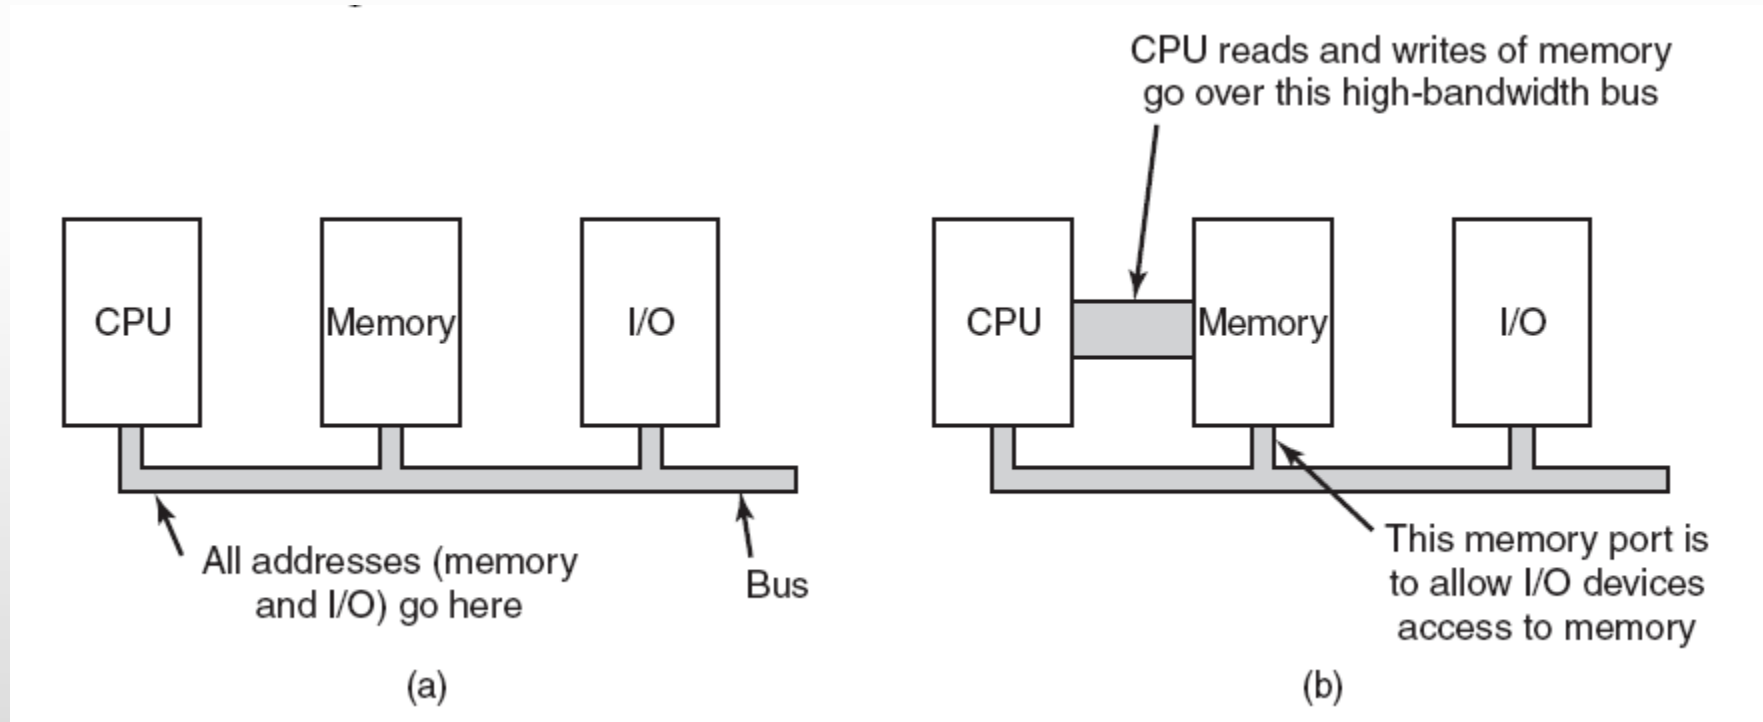 CPU reads and writes of memory
go over this high-bandwidth bus
CPU
Memory
I/O
CPU
Memory
I/O
All addresses (memory
and I/O) go here
Bus
This memory port is
to allow I/O devices
access to memory
(a)
(b)